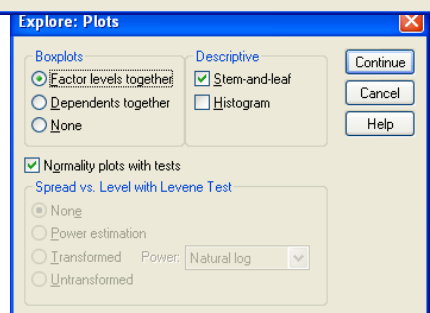 Explore: Plots
Boxplots
Factor levels together
Dependents together
None
Descriptive
Stem-and-leaf
Histogram
Continue
Cancel
Help
Normality plots with tests
Spread vs. Level with Levene Test
None
Power estimation
Transformed Power: Natural log
Untransformed